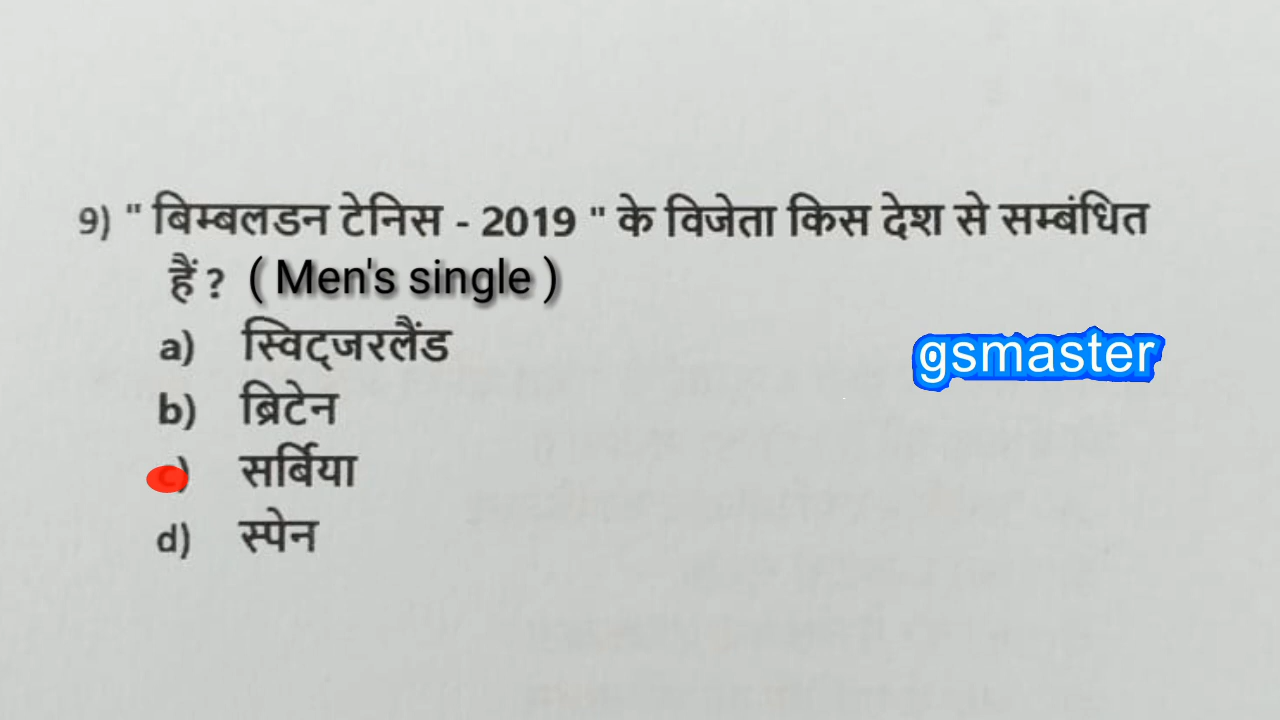 9) " बिम्बलडन टेनिस - 2019 " के विजेता किस देश से सम्बंधित
हैं ? ( Men's single )
a) स्विट्जरलैंड
gsmaster
b) ब्रिटेन
c) सर्बिया
d) स्पेन